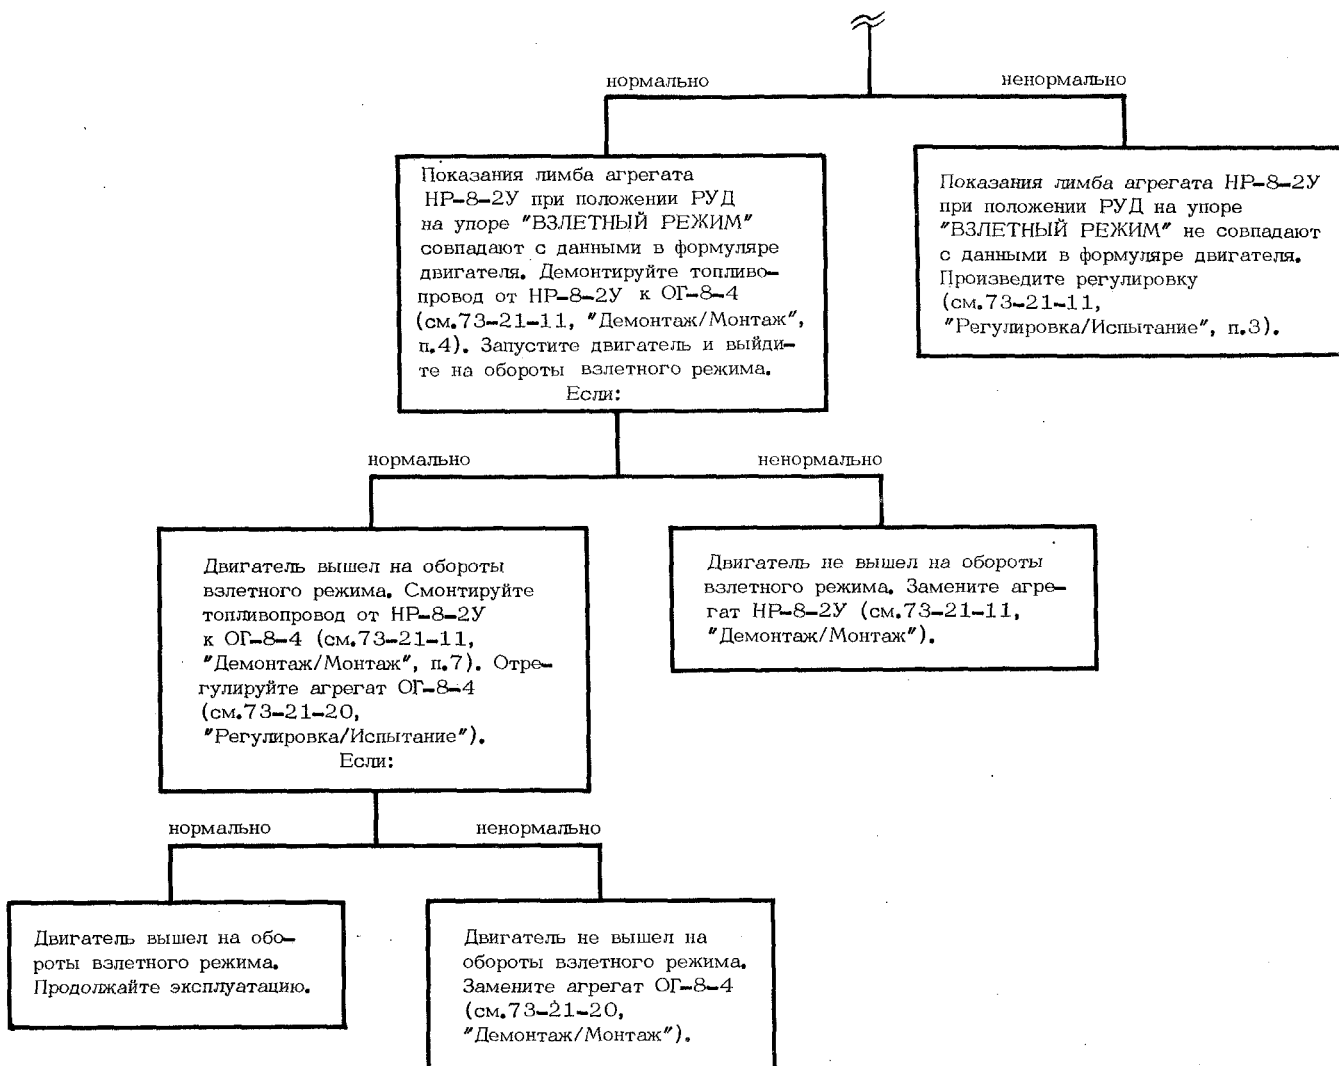 нормально
ненормально
Показания лимба агрегата
НР-8-2У при положении РУД
на упоре "ВЗЛЕТНЫЙ РЕЖИМ"
совпадают с данными в формуляре
двигателя. Демонтируйте топливо-
провод от НР-8-2У к ОГ-8-4
(см.73-21-11, "Демонтаж/Монтаж",
п.4). Запустите двигатель и выйди-
те на обороты взлетного режима.
Если:
Показания лимба агрегата НР-8-2У
при положении РУД на упоре
"ВЗЛЕТНЫЙ РЕЖИМ" не совпадают
с данными в формуляре двигателя.
Произведите регулировку
(см.73-21-11,
"Регулировка/Испытание", п.3).
нормально
ненормально
Двигатель вышел на обороты
взлетного режима. Смонтируйте
топливопровод от НР-8-2У
к ОГ-8-4 (см.73-21-11,
"Демонтаж/Монтаж", п.7). Отре-
гулируйте агрегат ОГ-8-4
(см.73-21-20,
"Регулировка/Испытание").
Если:
Двигатель не вышел на обороты
взлетного режима. Замените агре-
гат НР-8-2У (см.73-21-11,
"Демонтаж/Монтаж").
нормально
ненормально
Двигатель вышел на обо-
роты взлетного режима.
Продолжайте эксплуатацию.
Двигатель не вышел на
обороты взлетного режима.
Замените агрегат ОГ-8-4
(см.73-21-20,
"Демонтаж/Монтаж").